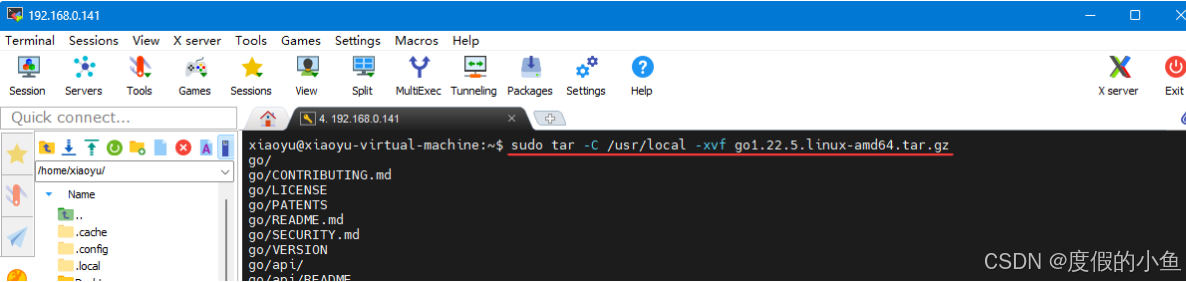 192.168.0.141
Terminal Sessions View X server Tools Games Settings Macros Help
Session Servers Tools Games Sessions View Split MultiExec Tunneling Packages Settings Help X server Exit
Quick connect...
4. 192.168.0.141
/home/xiaoyu/
Name
..
.cache
.config
.local
xiaoyu@xiaoyu-virtual-machine:~$ sudo tar -C /usr/local -xvf go1.22.5.linux-amd64.tar.gz
go/
go/CONTRIBUTING.md
go/LICENSE
go/PATENTS
go/README.md
go/SECURITY.md
go/VERSION
go/api/
go/api/README
CSDN @度假的小鱼